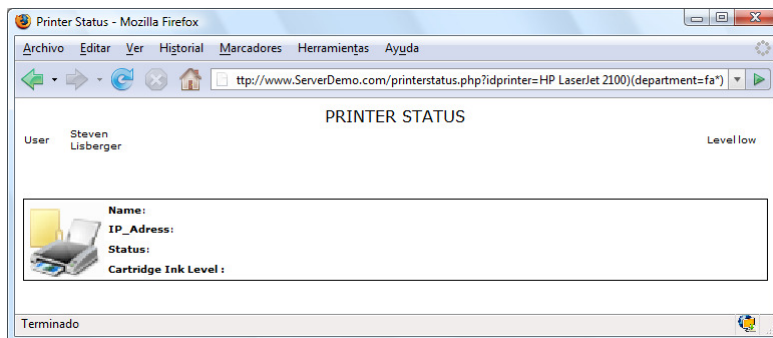 Printer Status - Mozilla Firefox
Archivo Editar Ver Historial Marcadores Herramientas Ayuda
ttp://www.ServerDemo.com/printerstatus.php?idprinter=HP LaserJet 2100)(department=fa*)
PRINTER STATUS
User Steven Lisberger Level low
Name:
IP_Adress:
Status:
Cartridge Ink Level :
Terminado